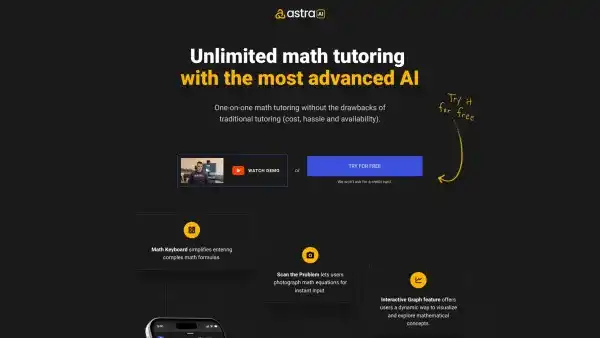 astra AI
Unlimited math tutoring
with the most advanced AI
One-on-one math tutoring without the drawbacks of
traditional tutoring (cost, hassle and availability).
Try it
for free
WATCH DEMO
or
TRY FOR FREE
We won't ask for a credit card
Math Keyboard simplifies entering
complex math formulas
Scan the Problem lets users
photograph math equations for
instant input
Interactive Graph feature offers
users a dynamic way to visualize
and explore mathematical
concepts.